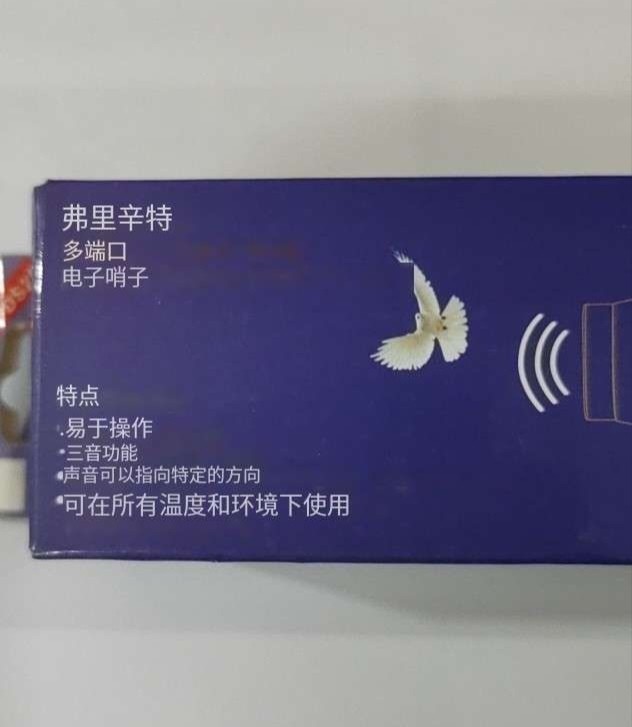 弗里辛特
多端口
电子哨子
特点
.易于操作
•三音功能
•声音可以指向特定的方向
•可在所有温度和环境下使用